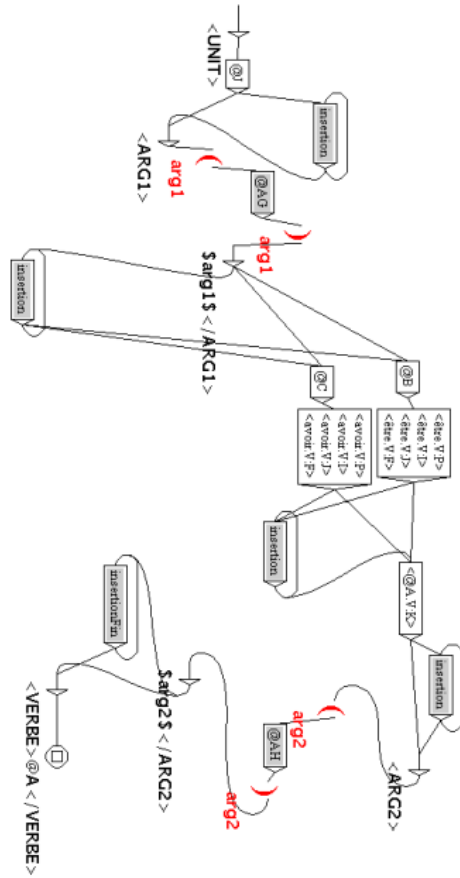 @J
<UNIT>
insertion
<ARG1>
(
arg1
@AG
)
arg1
$arg1$</ARG1>
insertion
@B
<être.V:P>
<être.V:I>
<être.V:J>
<être.V:F>
@C
<avoir.V:P>
<avoir.V:I>
<avoir.V:J>
<avoir.V:F>
insertion
<@A.V:K>
insertion
<ARG2>
(
arg2
@AH
)
arg2
$arg2$</ARG2>
insertionFin
<VERBE>@A</VERBE>